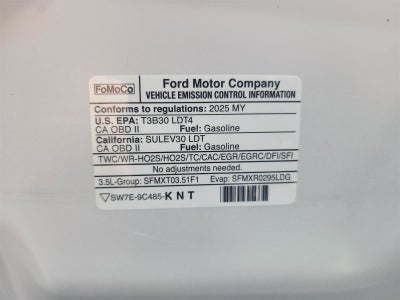 FoMoCo
Ford Motor Company
VEHICLE EMISSION CONTROL INFORMATION
Conforms to regulations: 2025 MY
U.S. EPA: T3B30 LDT4
CA OBD II Fuel: Gasoline
California: SULEV30 LDT
CA OBD II Fuel: Gasoline
TWC/WR-HO2S/HO2S/TC/CAC/EGR/EGRC/DFI/SFI
No adjustments needed.
3.5L-Group: SFMXT03.51F1 Evap: SFMXR0295LDG
SW7E-9C485-KNT